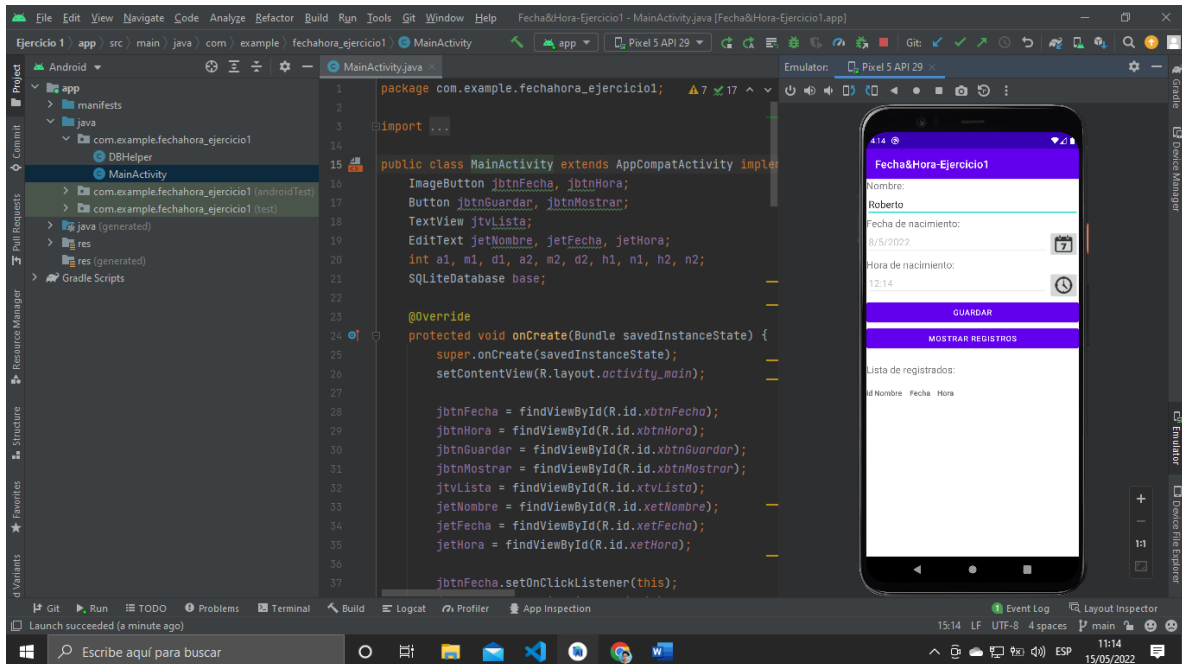 File Edit View Navigate Code Analyze Refactor Build Run Tools Git Window Help Fecha&Hora-Ejercicio1 - MainActivity.java [Fecha&Hora-Ejercicio1.app]
Ejercicio 1 app src main java com example fechahora_ejercicio1 MainActivity app Pixel 5 API 29 Git:
Project
Commit
Pull Requests
Resource Manager
Structure
Favorites
d Variants
Android
app
manifests
java
com.example.fechahora_ejercicio1
DBHelper
MainActivity
com.example.fechahora_ejercicio1 (androidTest)
com.example.fechahora_ejercicio1 (test)
java (generated)
res
res (generated)
Gradle Scripts
MainActivity.java
7 17
1 package com.example.fechahora_ejercicio1;
2
3 import ...
14
15 public class MainActivity extends AppCompatActivity implem
16 ImageButton jbtnFecha, jbtnHora;
17 Button jbtnGuardar, jbtnMostrar;
18 TextView jtvLista;
19 EditText jetNombre, jetFecha, jetHora;
20 int a1, m1, d1, a2, m2, d2, h1, n1, h2, n2;
21 SQLiteDatabase base;
22
23 @Override
24 protected void onCreate(Bundle savedInstanceState) {
25 super.onCreate(savedInstanceState);
26 setContentView(R.layout.activity_main);
27
28 jbtnFecha = findViewById(R.id.xbtnFecha);
29 jbtnHora = findViewById(R.id.xbtnHora);
30 jbtnGuardar = findViewById(R.id.xbtnGuardar);
31 jbtnMostrar = findViewById(R.id.xbtnMostrar);
32 jtvLista = findViewById(R.id.xtvLista);
33 jetNombre = findViewById(R.id.xetNombre);
34 jetFecha = findViewById(R.id.xetFecha);
35 jetHora = findViewById(R.id.xetHora);
36
37 jbtnFecha.setOnClickListener(this);
Emulator: Pixel 5 API 29
4:14
Fecha&Hora-Ejercicio1
Nombre:
Roberto
Fecha de nacimiento:
8/5/2022
7
Hora de nacimiento:
12:14
GUARDAR
MOSTRAR REGISTROS
Lista de registrados:
Id Nombre Fecha Hora
1:1
Gradle
Device Manager
Emulator
Device File Explorer
Git Run TODO Problems Terminal Build Logcat Profiler App Inspection 1 Event Log Layout Inspector
Launch succeeded (a minute ago) 15:14 LF UTF-8 4 spaces main
Escribe aquí para buscar ESP 11:14
15/05/2022